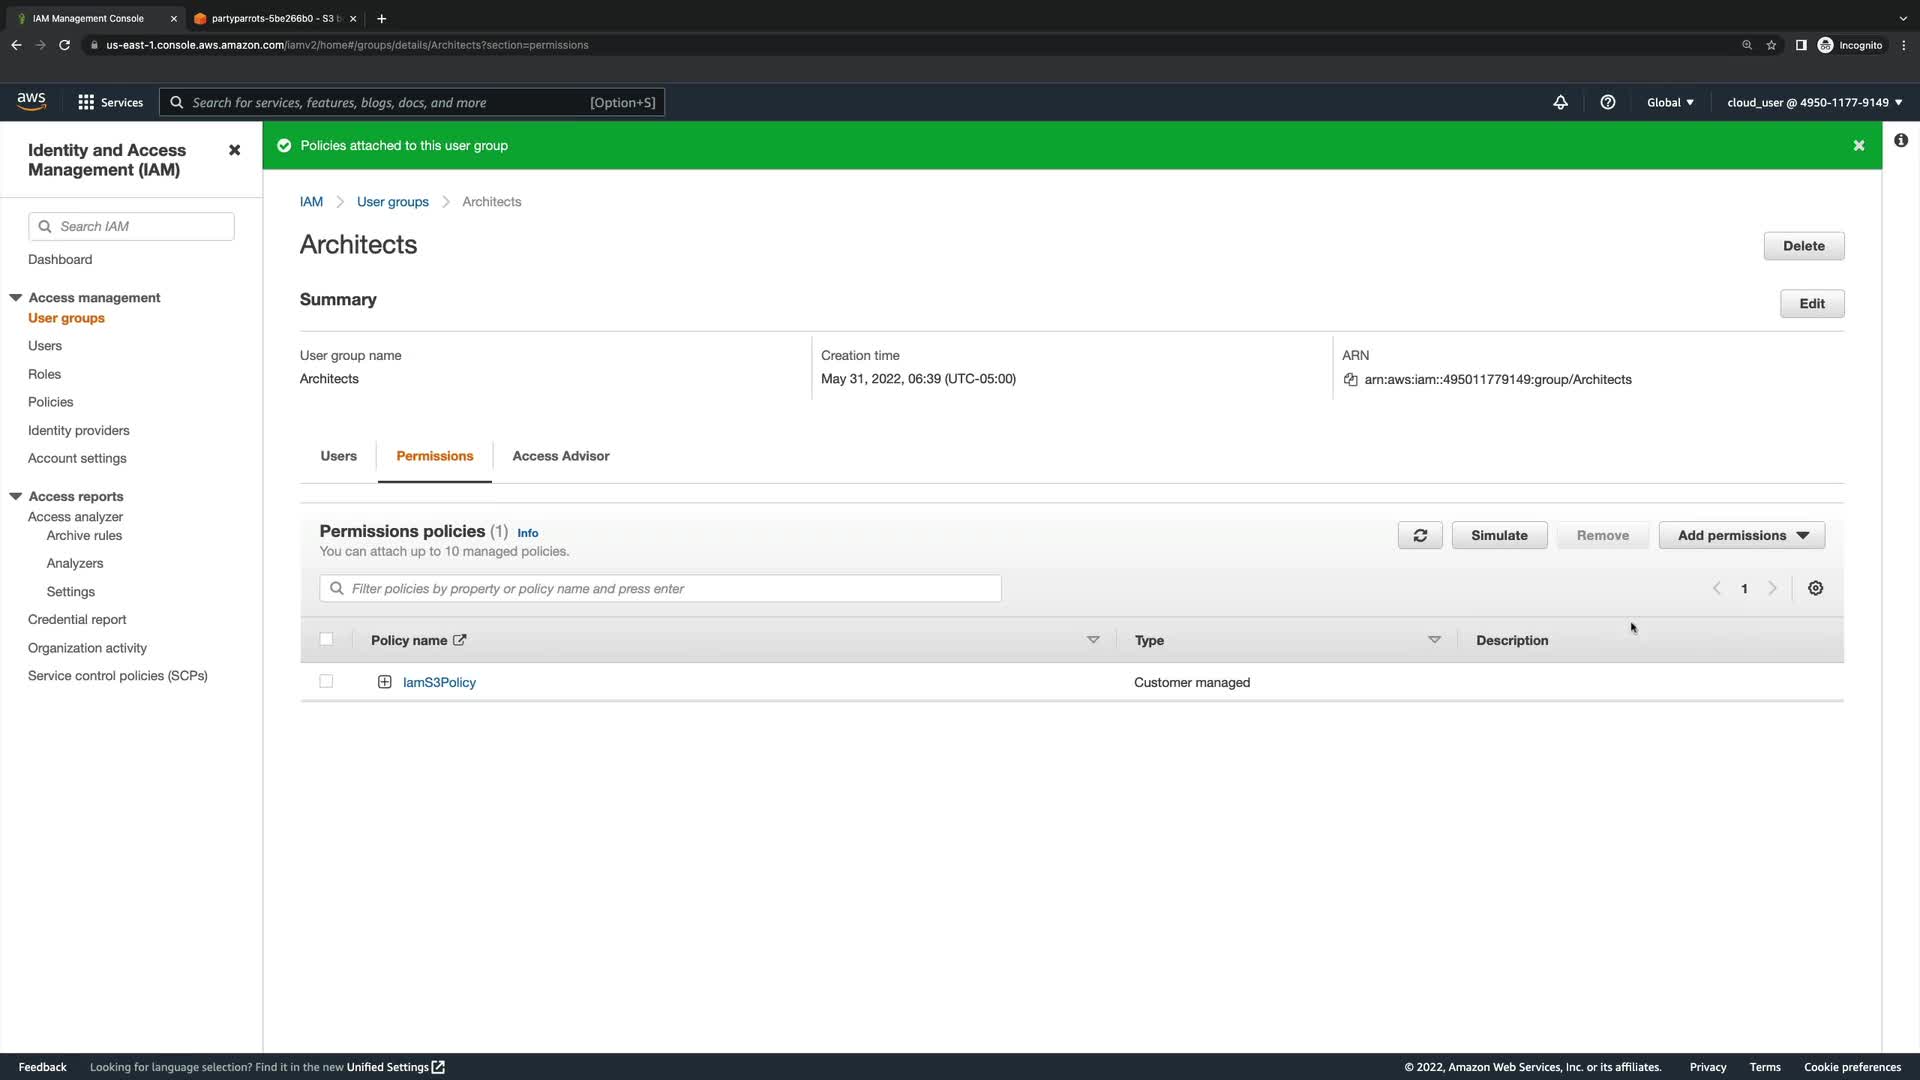 IAM Management Console
partyparrots-5be266b0 - S3 b
us-east-1.console.aws.amazon.com/iamv2/home#/groups/details/Architects?section=permissions
Incognito
aws
Services
Search for services, features, blogs, docs, and more
[Option+S]
Global
cloud_user @ 4950-1177-9149
Identity and Access
Management (IAM)
Search IAM
Dashboard
Access management
User groups
Users
Roles
Policies
Identity providers
Account settings
Access reports
Access analyzer
Archive rules
Analyzers
Settings
Credential report
Organization activity
Service control policies (SCPs)
Policies attached to this user group
IAM
User groups
Architects
Architects
Delete
Summary
Edit
User group name
Architects
Creation time
May 31, 2022, 06:39 (UTC-05:00)
ARN
arn:aws:iam::495011779149:group/Architects
Users
Permissions
Access Advisor
Permissions policies (1) Info
You can attach up to 10 managed policies.
Simulate
Remove
Add permissions
Filter policies by property or policy name and press enter
1
Policy name
Type
Description
IamS3Policy
Customer managed
Feedback
Looking for language selection? Find it in the new Unified Settings
© 2022, Amazon Web Services, Inc. or its affiliates.
Privacy
Terms
Cookie preferences